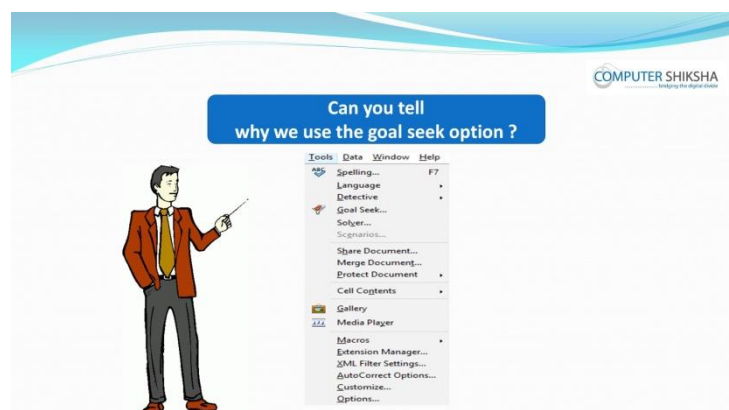 COMPUTER SHIKSHA
bridging the digital divide
Can you tell
why we use the goal seek option ?
Tools Data Window Help
ABC Spelling... F7
Language
Detective
Goal Seek...
Solver...
Scenarios...
Share Document...
Merge Document...
Protect Document
Cell Contents
Gallery
Media Player
Macros
Extension Manager...
XML Filter Settings...
AutoCorrect Options...
Customize...
Options...